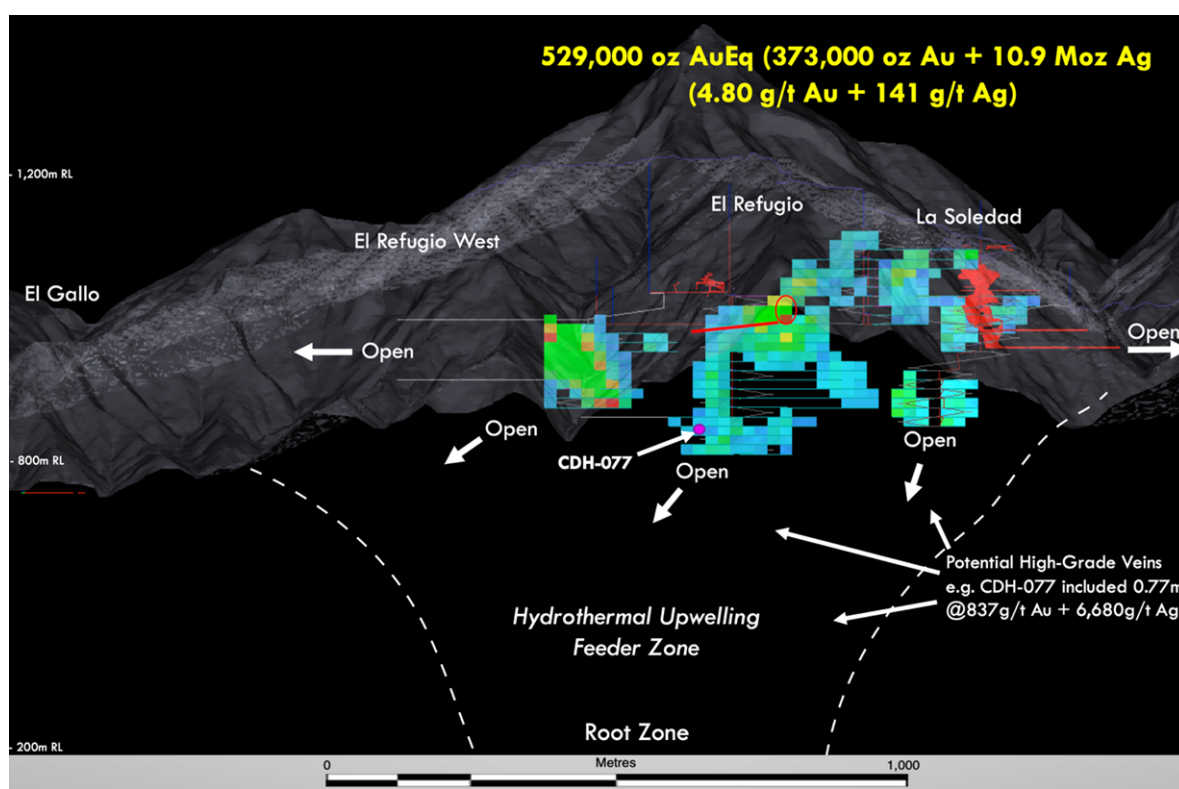 529,000 oz AuEq (373,000 oz Au + 10.9 Moz Ag
(4.80 g/t Au + 141 g/t Ag)
1,200m RL
El Refugio
La Soledad
El Refugio West
El Gallo
Open
Open
Open
Open
CDH-077
800m RL
Open
Potential High-Grade Veins
e.g. CDH-077 included 0.77m
@837g/t Au + 6,680g/t Ag
Hydrothermal Upwelling
Feeder Zone
Root Zone
200m RL
0
Metres
1,000